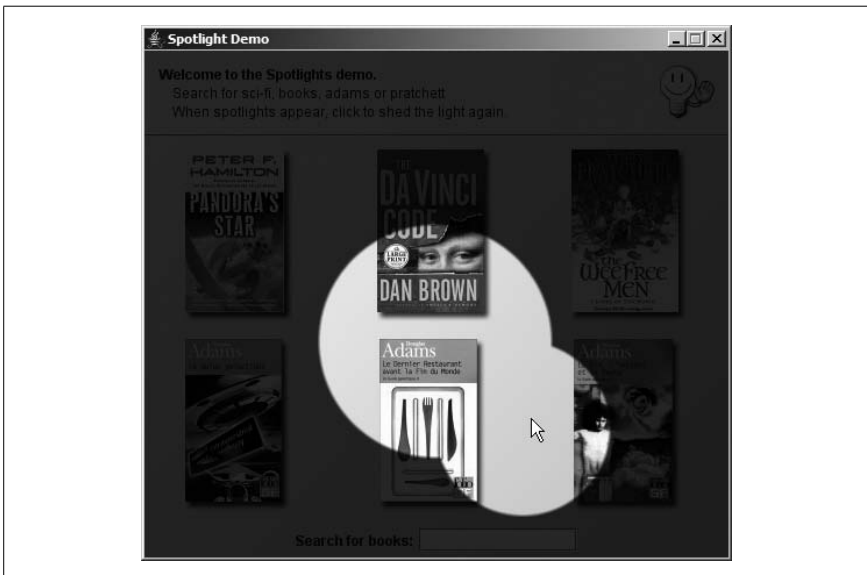 Spotlight Demo
Welcome to the Spotlights demo.
Search for sci-fi, books, adams or pratchett
When spotlights appear, click to shed the light again.
PETER F.
HAMILTON
PANDORA'S
STAR
THE
DA VINCI
CODE
LARGE
PRINT
DAN BROWN
PRATCHETT
The
WEE FREE
MEN
Adams
Douglas
Adams
Le Dernier Restaurant
avant la Fin du Monde
Adams
Search for books: